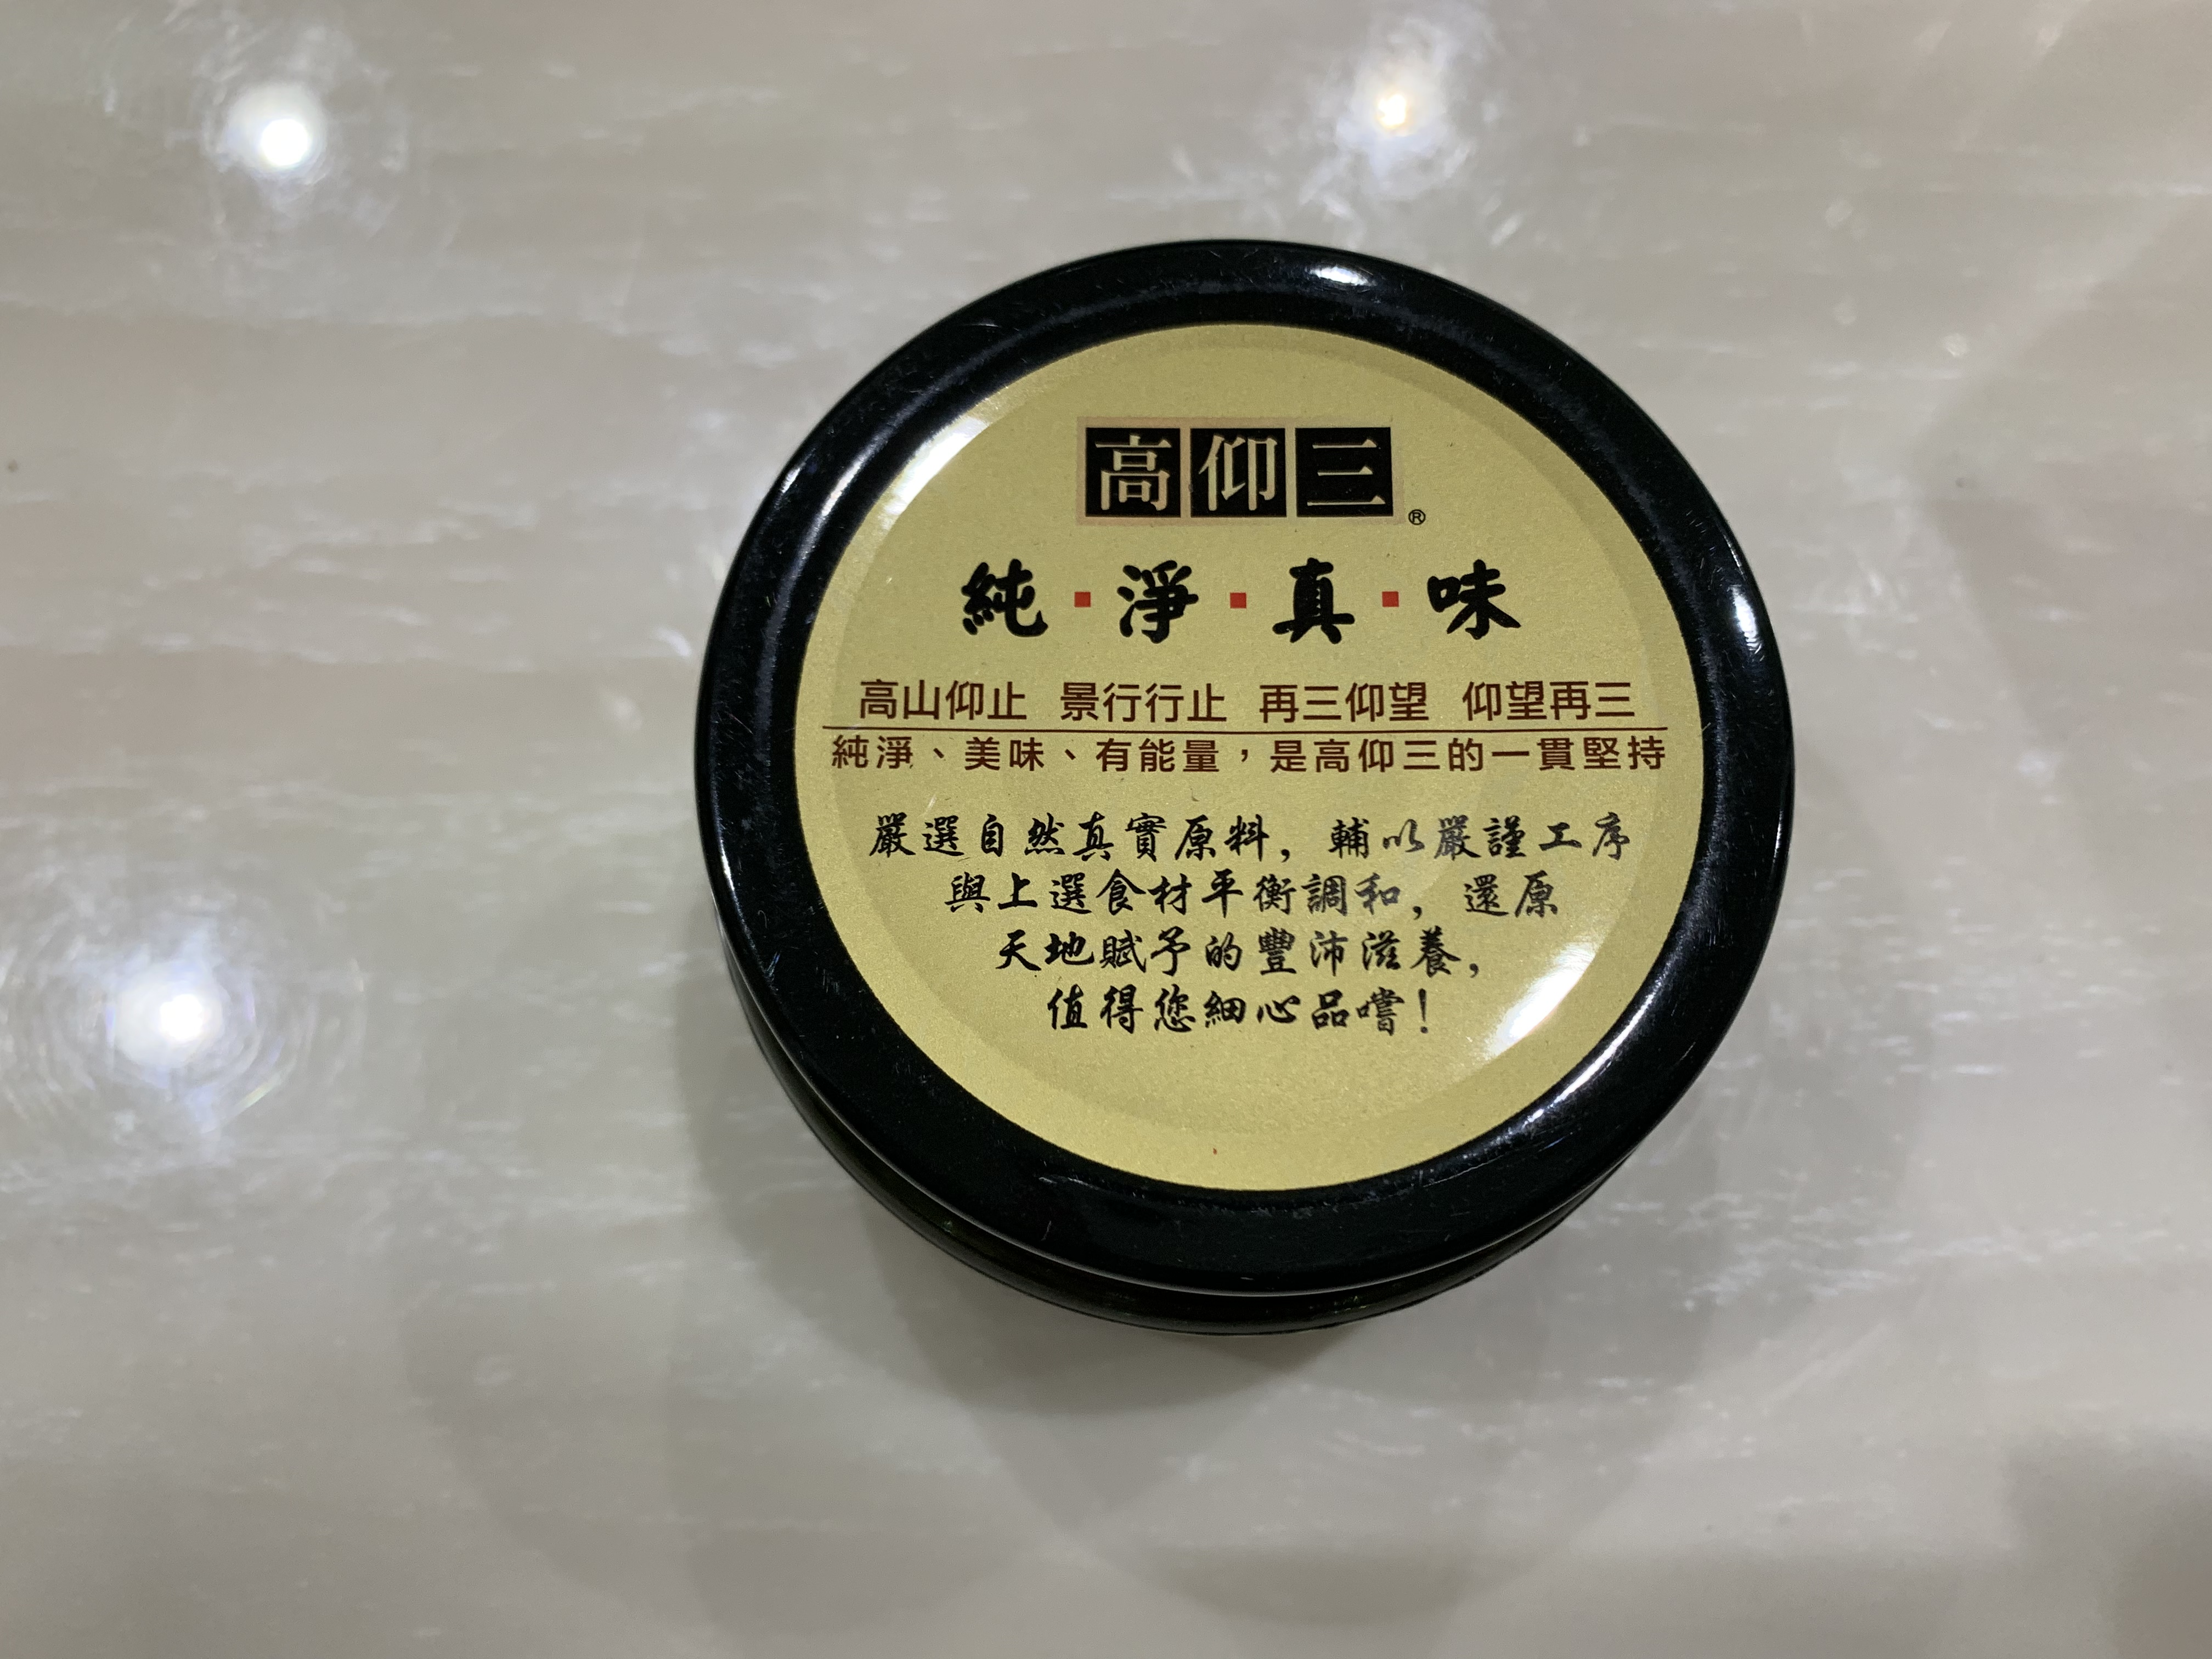 高仰三®
純·淨·真·味
高山仰止 景行行止 再三仰望 仰望再三
純淨、美味、有能量，是高仰三的一貫堅持
嚴選自然真實原料，輔以嚴謹工序
與上選食材平衡調和，還原
天地賦予的豐沛滋養，
值得您細心品嚐！